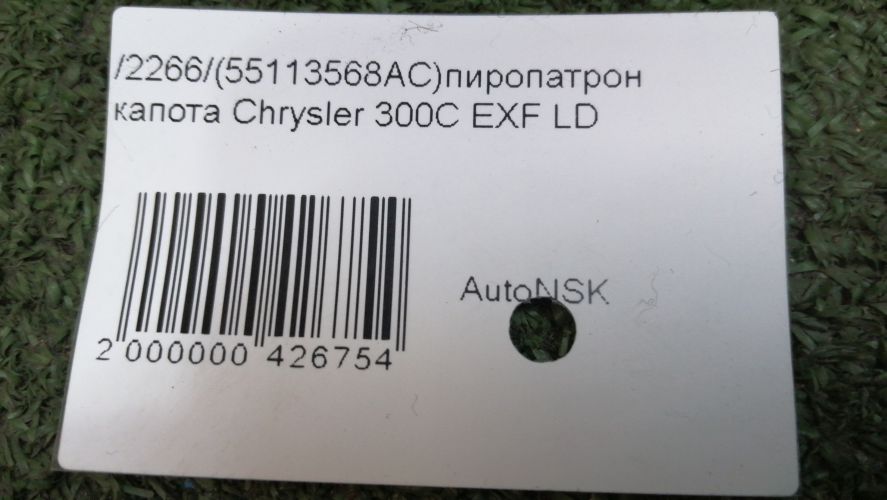 /2266/(55113568AC)пиропатрон
капота Chrysler 300C EXF LD
AutoNSK
2 000000 426754